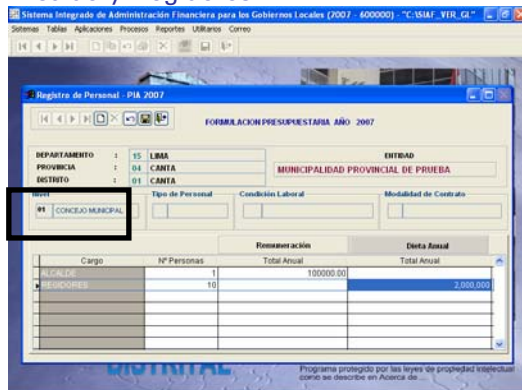 Sistema Integrado de Administración Financiera para los Gobiernos Locales (2007 - 600000) - "C:\SIAF_VER_GL"
Sistemas Tablas Aplicaciones Procesos Reportes Utilitarios Correo
Registro de Personal - PIA 2007
FORMULACION PRESUPUESTARIA AÑO 2007
DEPARTAMENTO : 15 LIMA
PROVINCIA : 04 CANTA
DISTRITO : 01 CANTA
ENTIDAD
MUNICIPALIDAD PROVINCIAL DE PRUEBA
Nivel Tipo de Personal Condición Laboral Modalidad de Contrato
01 CONCEJO MUNICIPAL
Remuneración Dieta Anual
Cargo Nº Personas Total Anual Total Anual
ALCALDE 1 100000.00
REGIDORES 10 2,000,000
DISTRITAL
Programa protegido por las leyes de propiedad intelectual
como se describe en Acerca de...